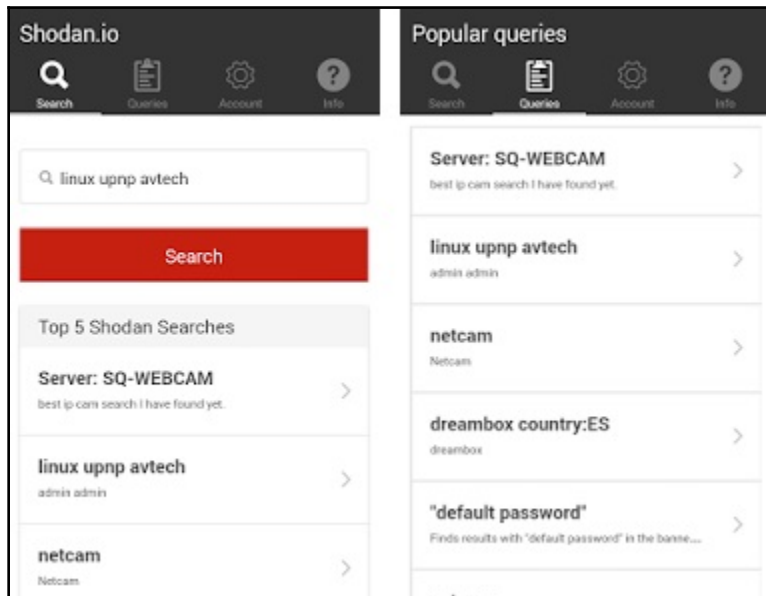 Shodan.io
Search
Queries
Account
Info
linux upnp avtech
Search
Top 5 Shodan Searches
Server: SQ-WEBCAM
best ip cam search I have found yet.
linux upnp avtech
admin admin
netcam
Netcam
Popular queries
Search
Queries
Account
Info
Server: SQ-WEBCAM
best ip cam search I have found yet.
linux upnp avtech
admin admin
netcam
Netcam
dreambox country:ES
dreambox
"default password"
Finds results with "default password" in the banne....